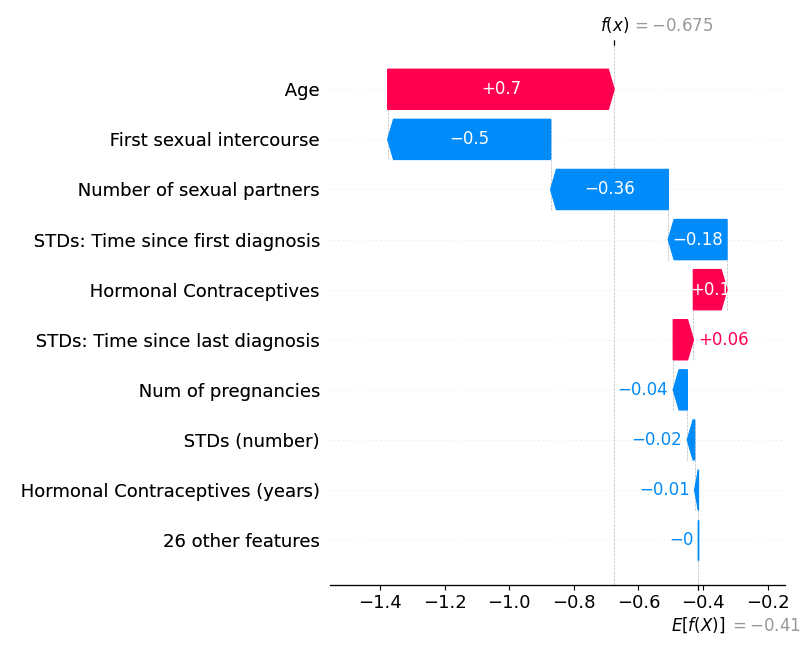 f(x) = −0.675
Age +0.7
First sexual intercourse −0.5
Number of sexual partners −0.36
STDs: Time since first diagnosis −0.18
Hormonal Contraceptives +0.1
STDs: Time since last diagnosis +0.06
Num of pregnancies −0.04
STDs (number) −0.02
Hormonal Contraceptives (years) −0.01
26 other features −0
−1.4 −1.2 −1.0 −0.8 −0.6 −0.4 −0.2
E[f(X)] = −0.41